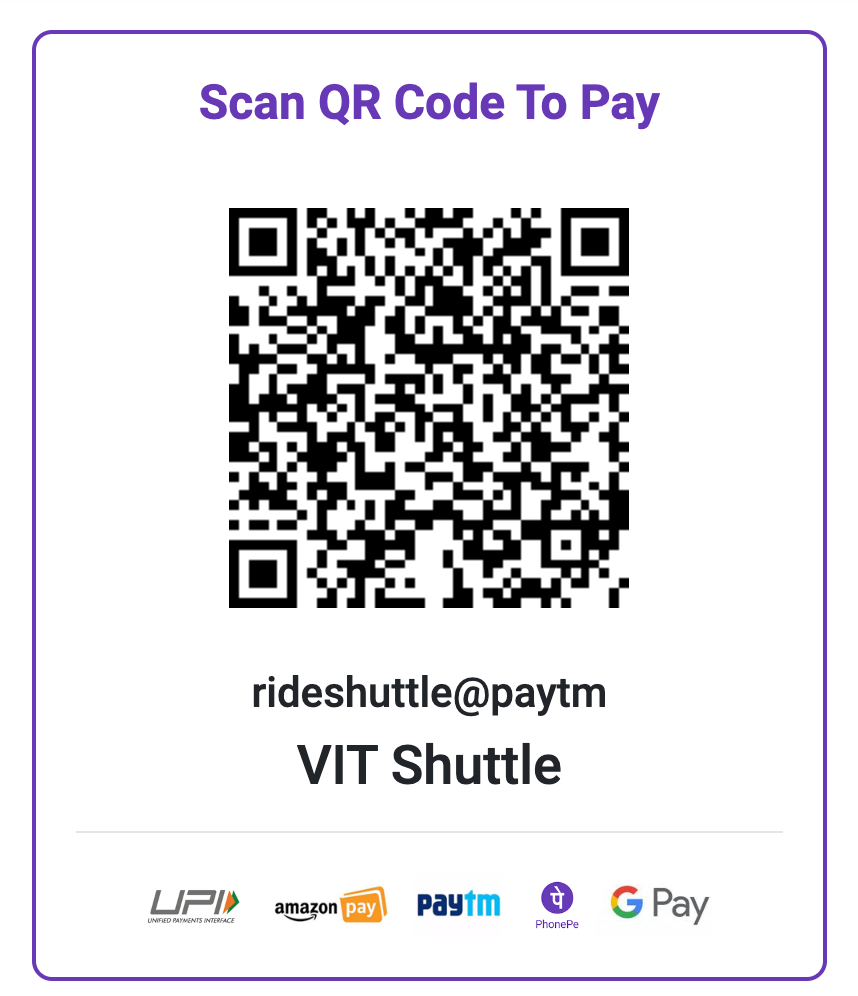 Scan QR Code To Pay
rideshuttle@paytm
VIT Shuttle
UPI amazon pay paytm पे G Pay
UNIFIED PAYMENTS INTERFACE PhonePe